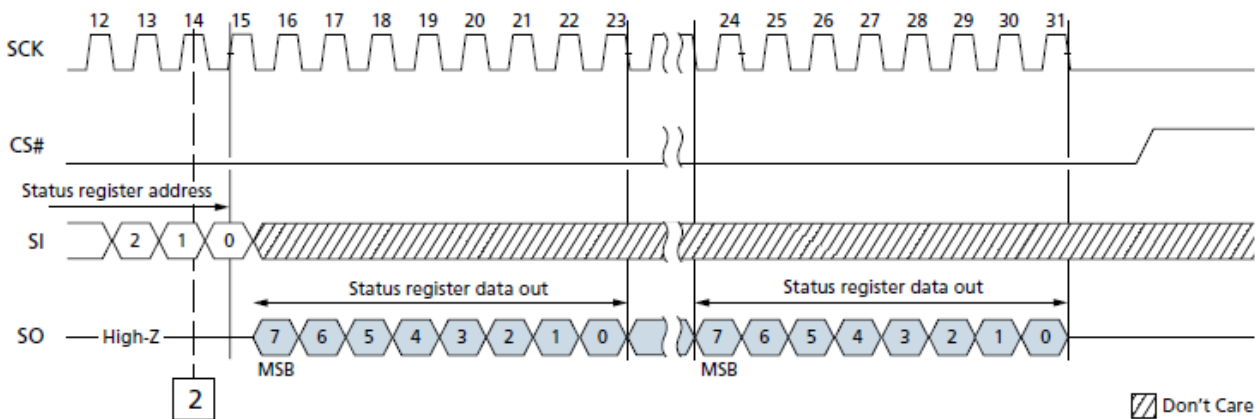 12 13 14 15 16 17 18 19 20 21 22 23 24 25 26 27 28 29 30 31
SCK
CS#
Status register address
SI 2 1 0
Status register data out Status register data out
SO High-Z 7 6 5 4 3 2 1 0 7 6 5 4 3 2 1 0
MSB MSB
2
Don't Care